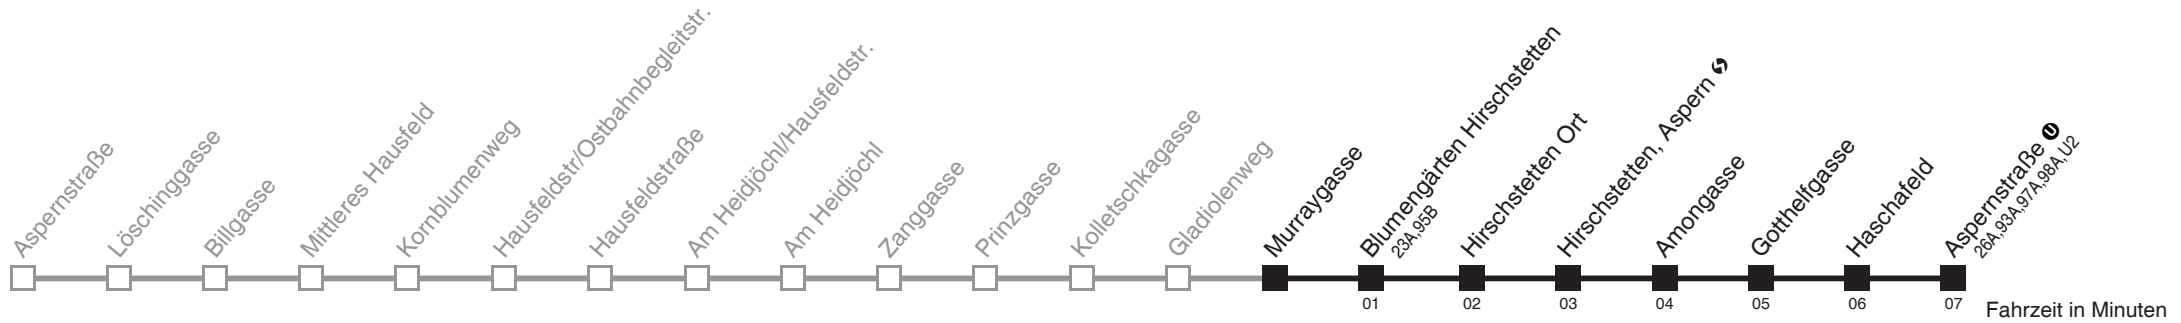 Aspernstraße
Löschinggasse
Billgasse
Mittleres Hausfeld
Kornblumenweg
Hausfeldstr/Ostbahnbegleitstr.
Hausfeldstraße
Am Heidjöchl/Hausfeldstr.
Am Heidjöchl
Zanggasse
Prinzgasse
Kolletschkagasse
Gladiolenweg
Murraygasse
Blumengärten Hirschstetten
23A,95B
Hirschstetten Ort
Hirschstetten, Aspern
Amongasse
Gotthelfgasse
Haschafeld
Aspernstraße U
26A,93A,97A,98A,U2
01 02 03 04 05 06 07 Fahrzeit in Minuten